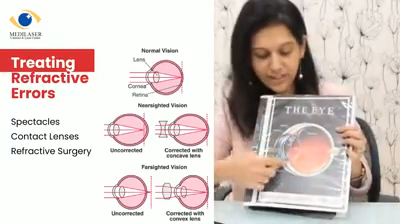 MEDILASER
Treating
Refractive
Errors
Spectacles
Contact Lenses
Refractive Surgery
Normal Vision
Lens
Cornea
Retina
Nearsighted Vision
Uncorrected
Corrected with
concave lens
Farsighted Vision
Uncorrected
Corrected with
convex lens
THE EYE